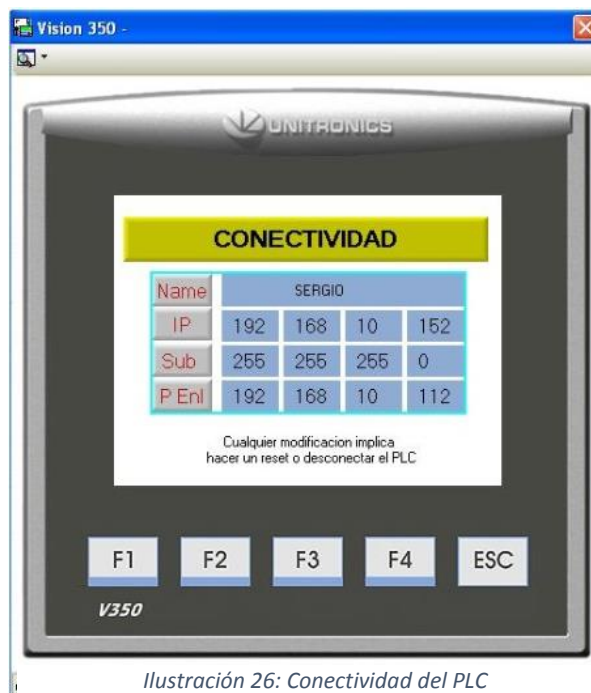 Vision 350 -
UNITRONICS
CONECTIVIDAD
Name SERGIO
IP 192 168 10 152
Sub 255 255 255 0
P Enl 192 168 10 112
Cualquier modificacion implica
hacer un reset o desconectar el PLC
F1 F2 F3 F4 ESC
V350
Ilustración 26: Conectividad del PLC